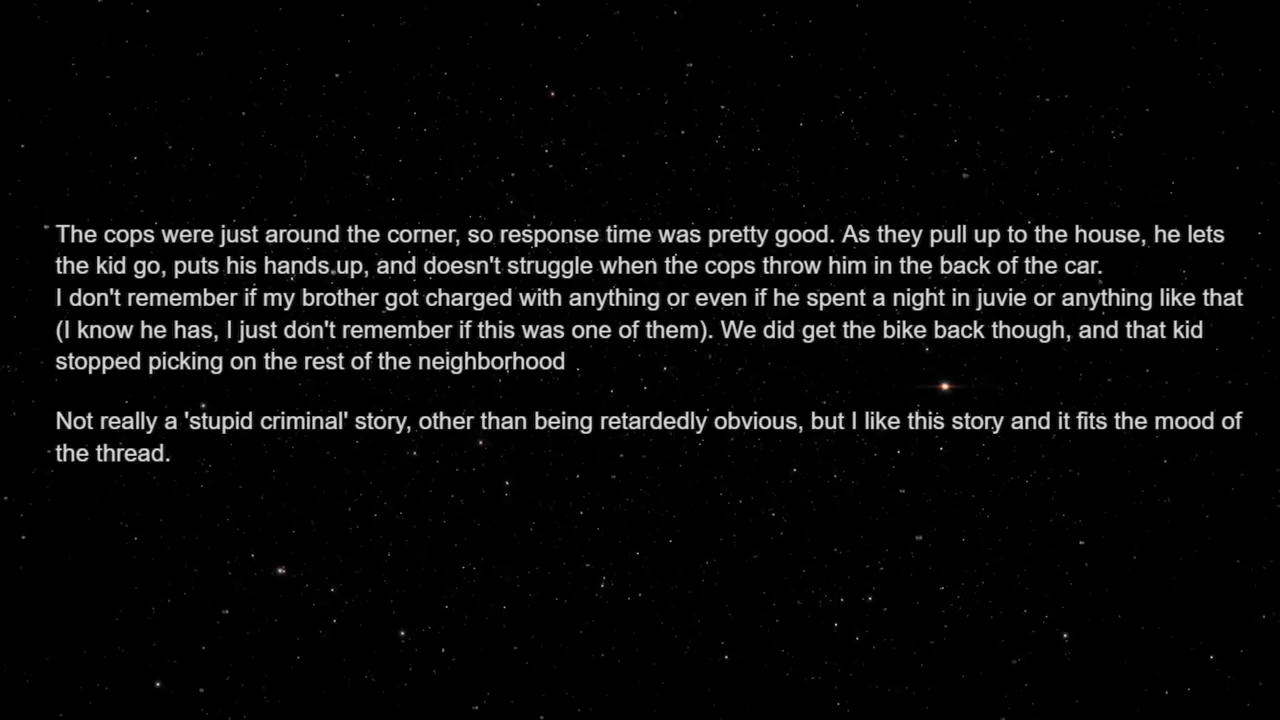 The cops were just around the corner, so response time was pretty good. As they pull up to the house, he lets
the kid go, puts his hands up, and doesn't struggle when the cops throw him in the back of the car.
I don't remember if my brother got charged with anything or even if he spent a night in juvie or anything like that
(I know he has, I just don't remember if this was one of them). We did get the bike back though, and that kid
stopped picking on the rest of the neighborhood
Not really a 'stupid criminal' story, other than being retardedly obvious, but I like this story and it fits the mood of
the thread.